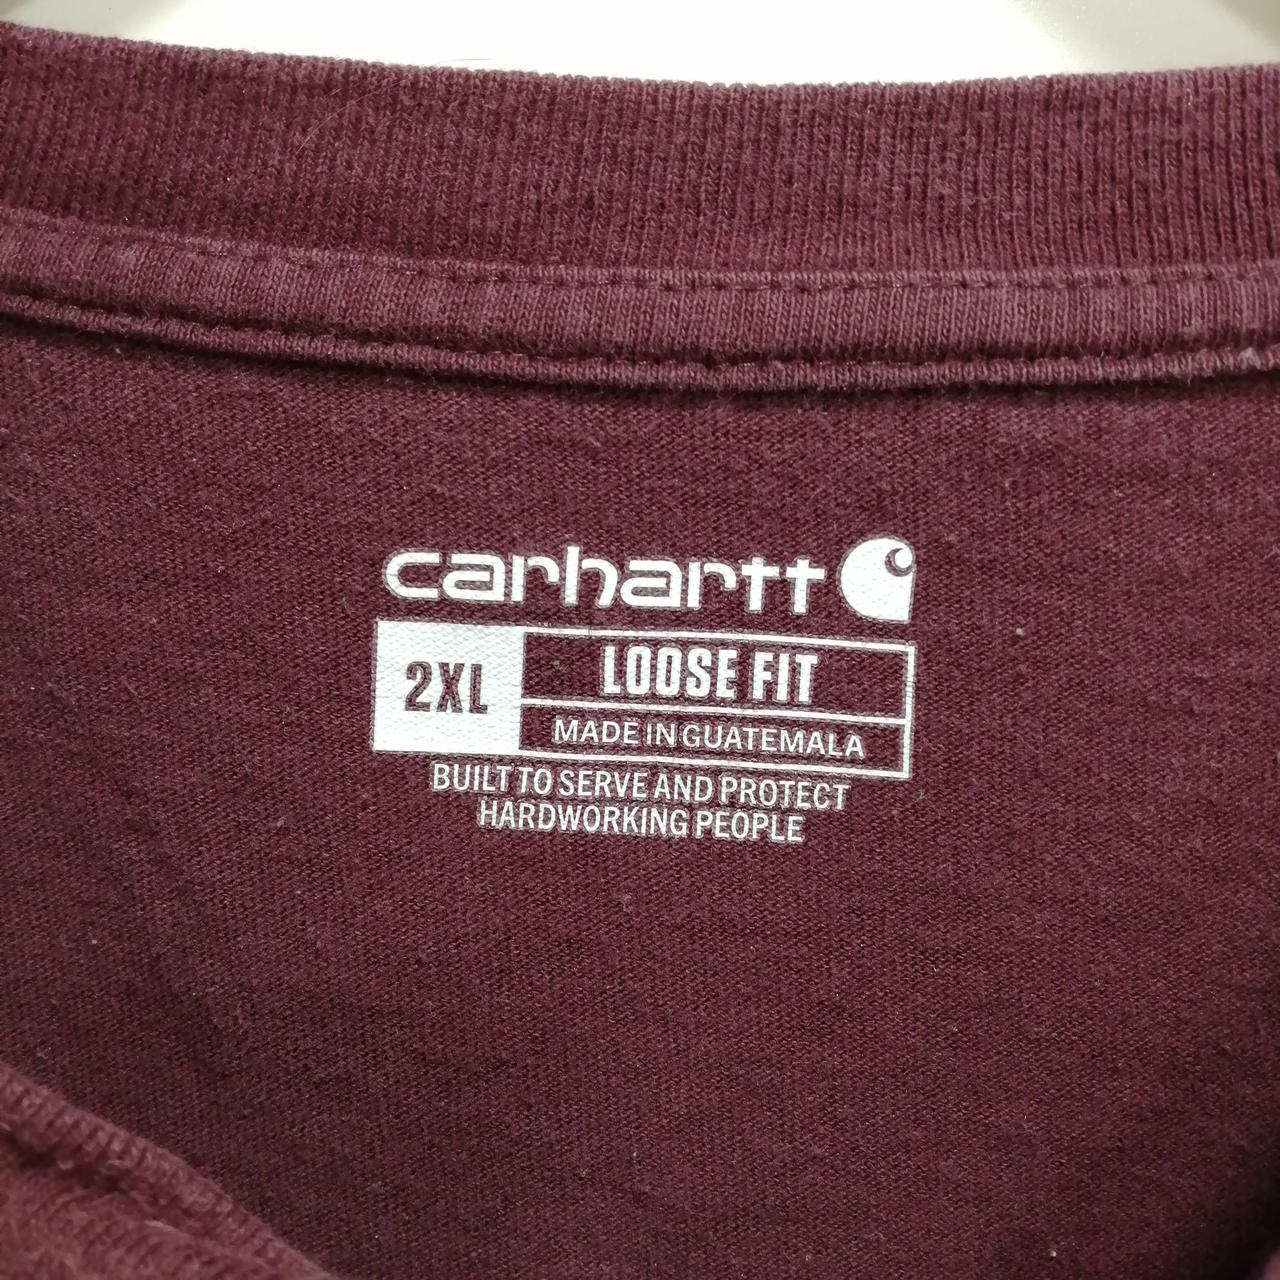 carhartt
2XL
LOOSE FIT
MADE IN GUATEMALA
BUILT TO SERVE AND PROTECT
HARDWORKING PEOPLE